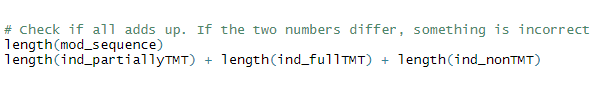 # Check if all adds up. If the two numbers differ, something is incorrect
length(mod_sequence)
length(ind_partiallyTMT) + length(ind_fullTMT) + length(ind_nonTMT)